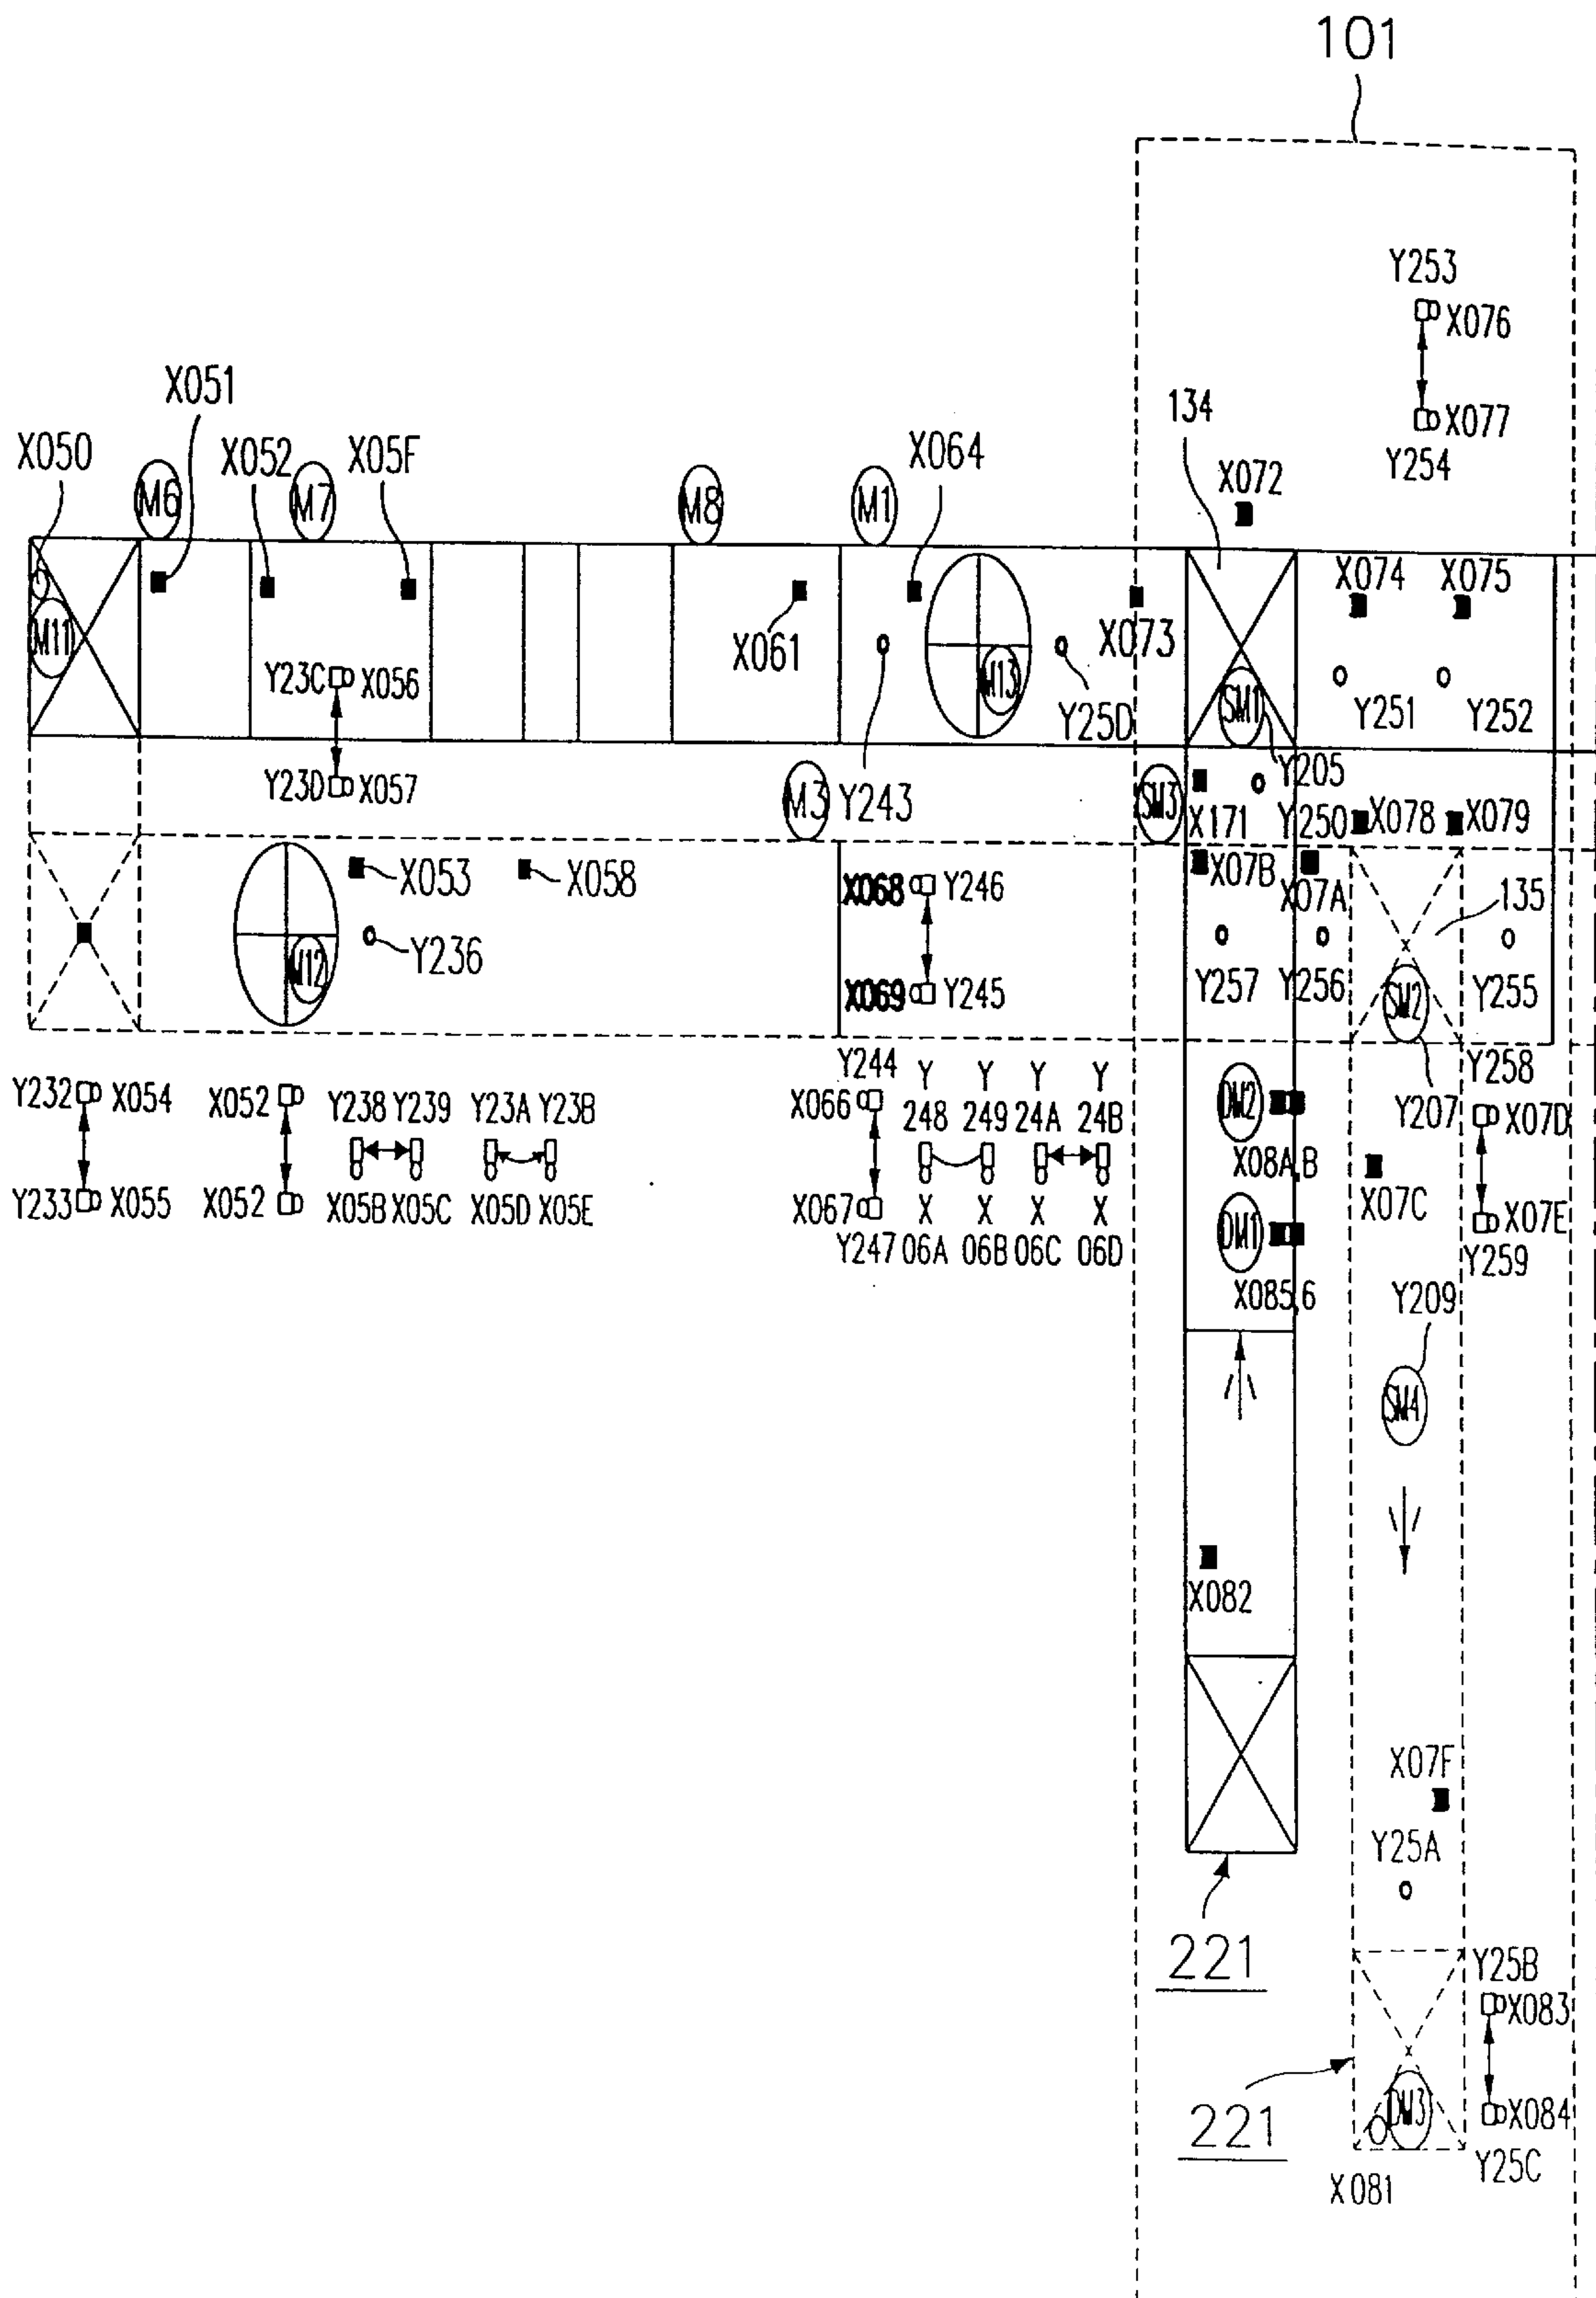 101
Y253
X076
X077
Y254
X051
134
X050
M6
X052
M7
X05F
M8
M1
X064
X072
X074
X075
M11
X061
X073
M13
SM1
Y23C
X056
Y25D
Y251
Y252
Y23D
X057
M3
Y243
SM3
X171
Y205
Y250
X078
X079
X053
X058
X068
Y246
X07B
X07A
135
M12
Y236
X069
Y245
Y257
Y256
SM2
Y255
Y244
Y258
Y232
X054
X052
Y238
Y239
Y23A
Y23B
X066
Y
248
Y
249
Y
24A
Y
24B
DM2
Y207
X07D
X08A,B
X07C
Y233
X055
X052
X05B
X05C
X05D
X05E
X067
X
06A
X
06B
X
06C
X
06D
Y247
DM1
X07E
Y259
X085,6
Y209
SM4
X082
X07F
Y25A
221
Y25B
X083
221
DM3
X084
Y25C
X081